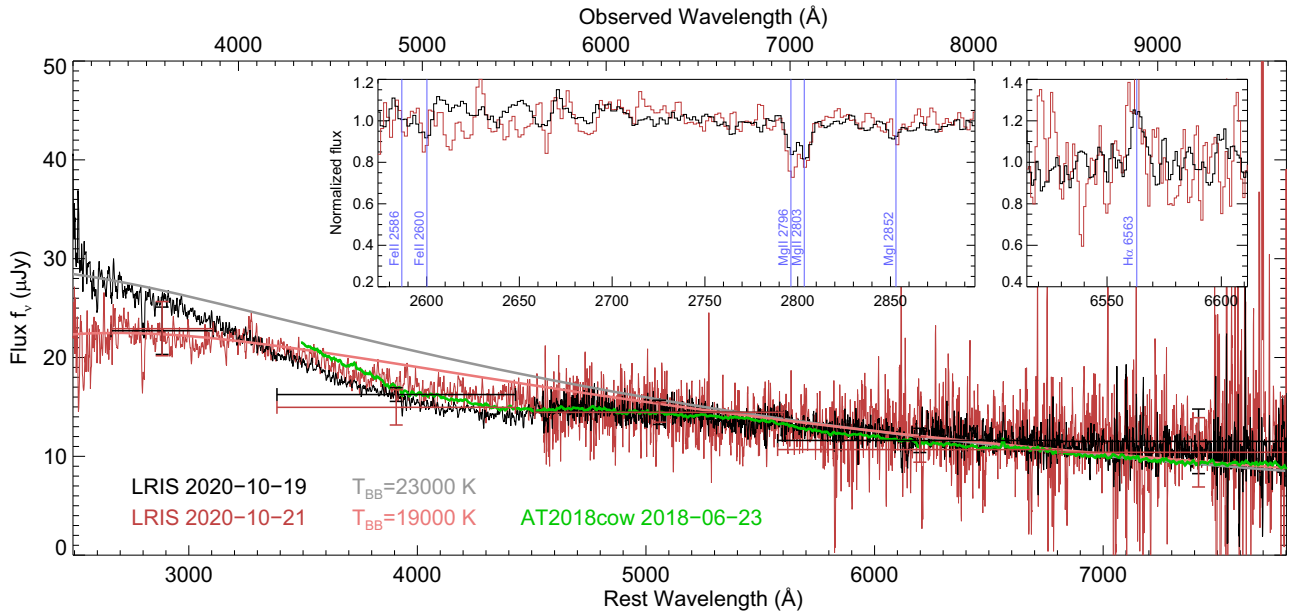 Observed Wavelength (Å)
4000 5000 6000 7000 8000 9000
Flux fν (μJy)
50
40
30
20
10
0
Normalized flux
1.2
1.0
0.8
0.6
0.4
0.2
FeII 2586
FeII 2600
MgII 2796
MgII 2803
MgI 2852
2600 2650 2700 2750 2800 2850
1.4
1.2
1.0
0.8
0.6
0.4
Hα 6563
6550 6600
LRIS 2020−10−19 TBB=23000 K
LRIS 2020−10−21 TBB=19000 K AT2018cow 2018−06−23
3000 4000 5000 6000 7000
Rest Wavelength (Å)